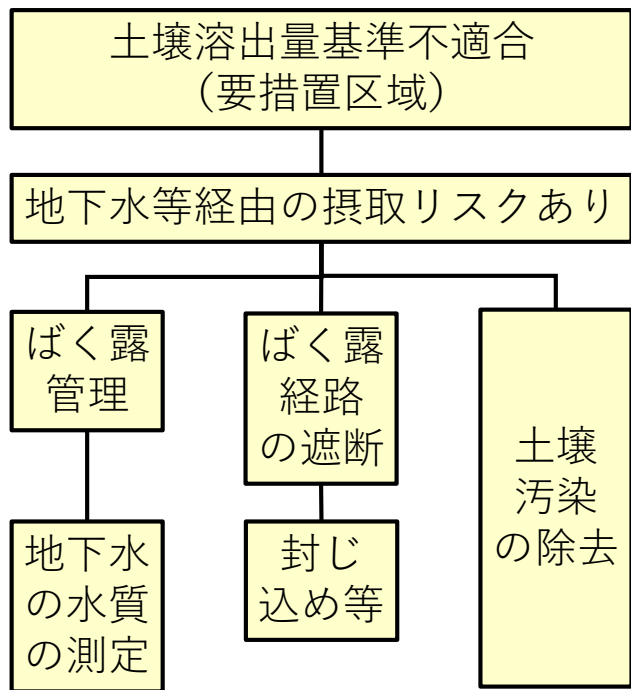 土壌溶出量基準不適合
（要措置区域）
地下水等経由の摂取リスクあり
ばく露
管理
ばく露
経路
の遮断
土壌
汚染
の除去
地下水
の水質
の測定
封じ
込め等